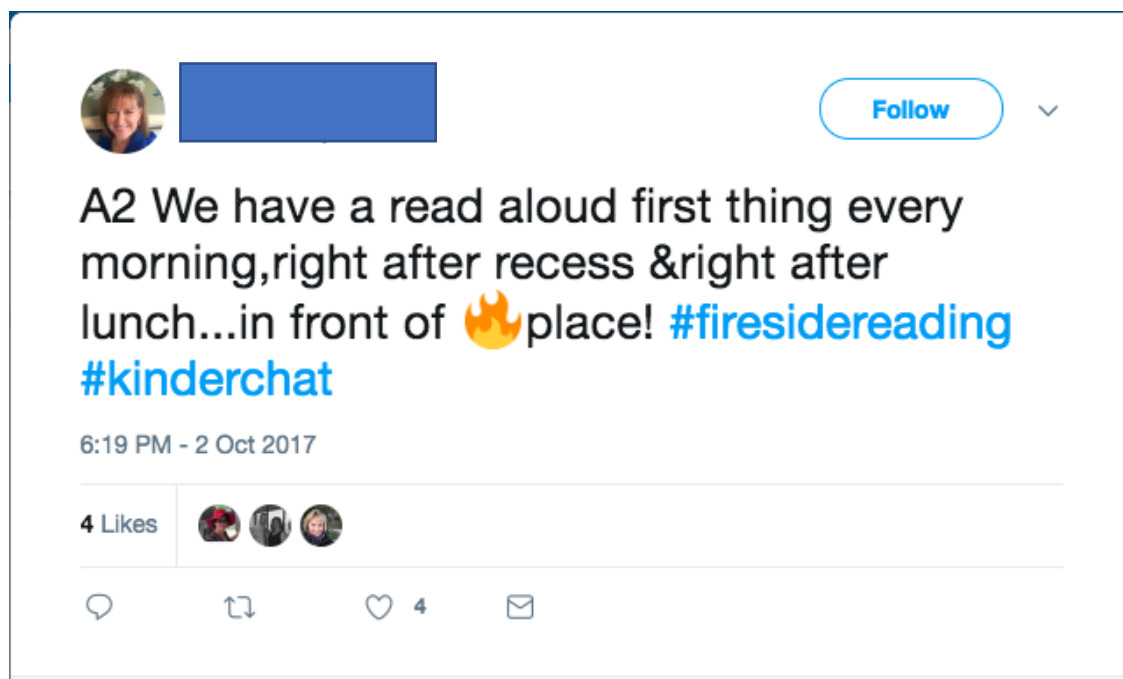 Follow
A2 We have a read aloud first thing every
morning,right after recess &right after
lunch...in front of 🔥place! #firesidereading
#kinderchat
6:19 PM - 2 Oct 2017
4 Likes
4